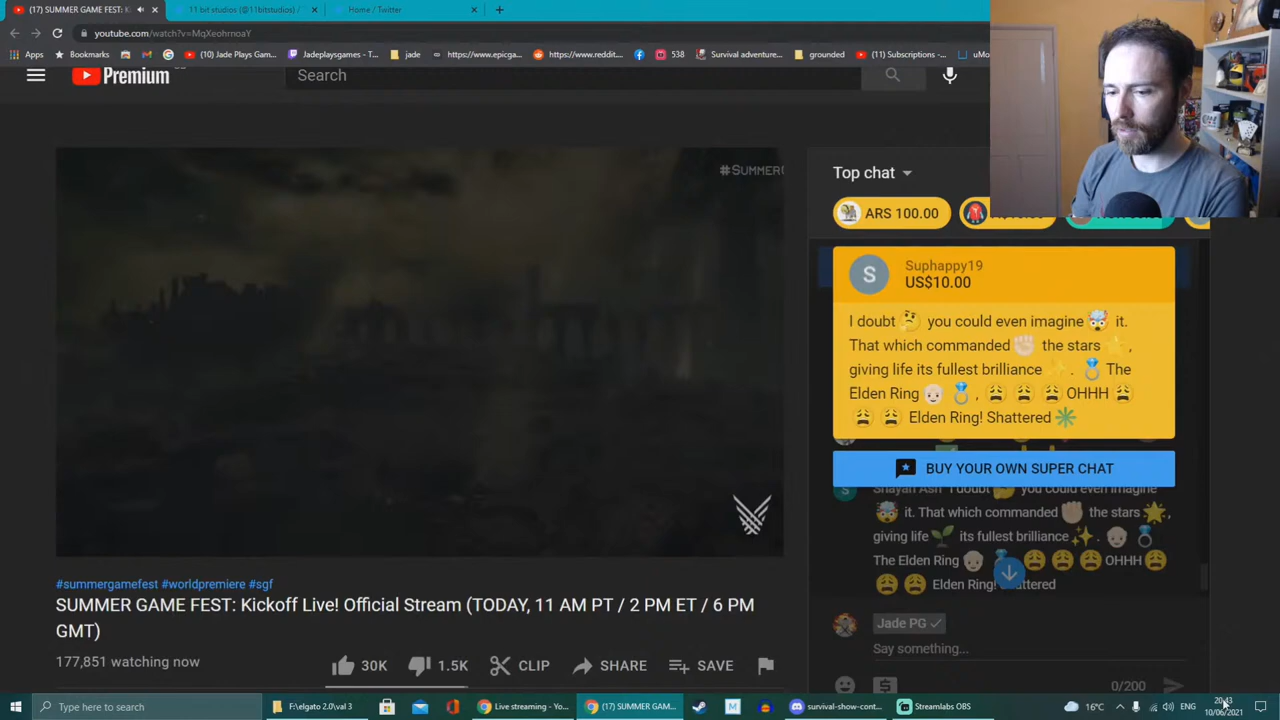 (17) SUMMER GAME FEST: K
11 bit studios (@11bitstudios) /
Home / Twitter
youtube.com/watch?v=MqXeohrnoaY
Apps
Bookmarks
(10) Jade Plays Gam...
Jadeplaysgames - T...
jade
https://www.epicga...
https://www.reddit....
538
Survival adventure...
grounded
(11) Subscriptions -...
uMo
Premium
Search
#SUMMERG
Top chat
ARS 100.00
Suphappy19
US$10.00
I doubt 🤔 you could even imagine 🤯 it.
That which commanded ✊🏻 the stars ⭐,
giving life its fullest brilliance ✨. 💍 The
Elden Ring 👴🏻 💍, 😩 😩 😩 OHHH 😩
😩 😩 Elden Ring! Shattered ✳️
BUY YOUR OWN SUPER CHAT
Shayan Ash I doubt 🤔 you could even imagine
🤯 it. That which commanded ✊🏻 the stars 🌟,
giving life 🌱 its fullest brilliance ✨. 👴🏻 💍
The Elden Ring 👴🏻 💍 😩 😩 😩 OHHH 😩
😩 😩 Elden Ring! Shattered
#summergamefest #worldpremiere #sgf
SUMMER GAME FEST: Kickoff Live! Official Stream (TODAY, 11 AM PT / 2 PM ET / 6 PM
GMT)
177,851 watching now
30K
1.5K
CLIP
SHARE
SAVE
Jade PG
Say something...
0/200
Type here to search
F:\elgato 2.0\val 3
Live streaming - Yo...
(17) SUMMER GAM...
survival-show-cont...
Streamlabs OBS
16°C
20:43
10/06/2021